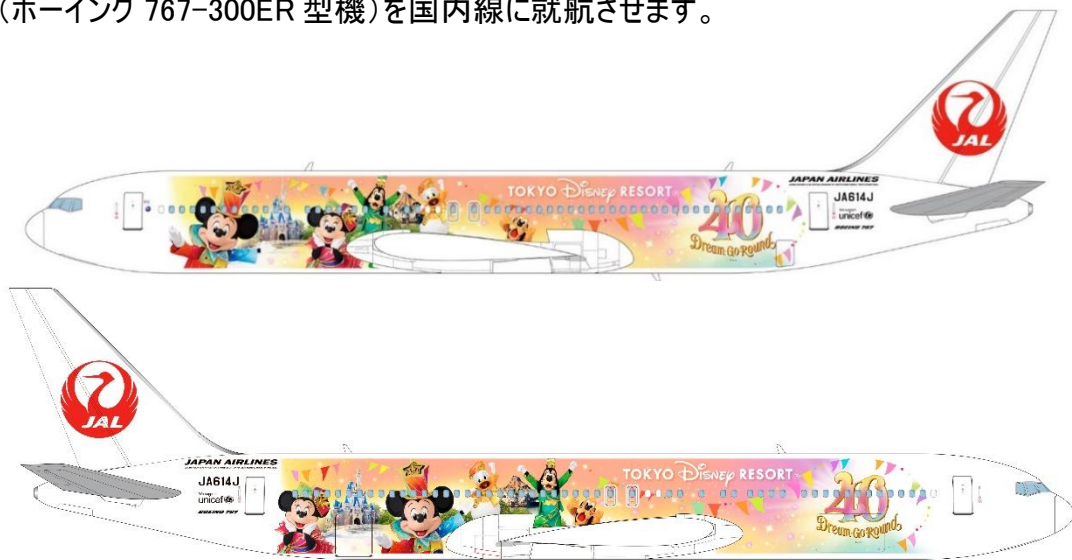 （ボーイング 767-300ER 型機）を国内線に就航させます。
TOKYO Disney RESORT
JAL
JAPAN AIRLINES
JA614J
unicef
BOEING 767
40
Dream Go Round
JAL
JAPAN AIRLINES
JA614J
unicef
BOEING 767
TOKYO Disney RESORT
40
Dream Go Round